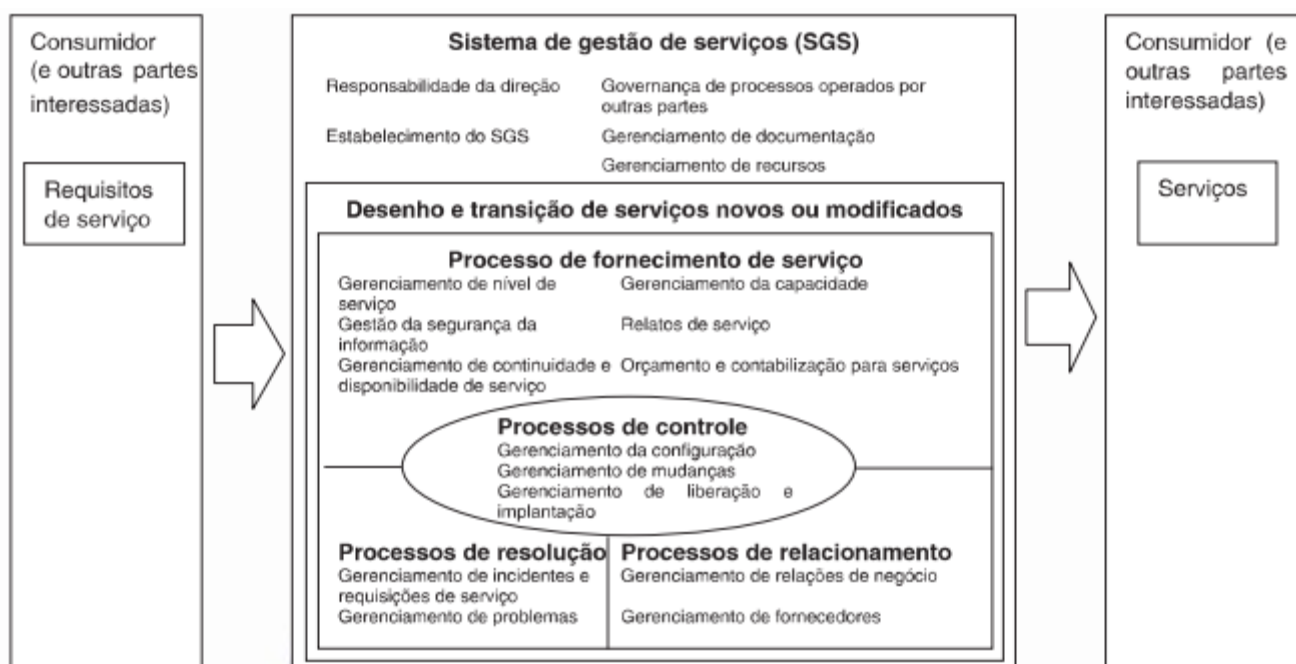 Consumidor
(e outras partes
interessadas)
Requisitos
de serviço
Sistema de gestão de serviços (SGS)
Responsabilidade da direção
Governança de processos operados por
outras partes
Estabelecimento do SGS
Gerenciamento de documentação
Gerenciamento de recursos
Desenho e transição de serviços novos ou modificados
Processo de fornecimento de serviço
Gerenciamento de nível de
serviço
Gerenciamento da capacidade
Gestão da segurança da
informação
Relatos de serviço
Gerenciamento de continuidade e
disponibilidade de serviço
Orçamento e contabilização para serviços
Processos de controle
Gerenciamento da configuração
Gerenciamento de mudanças
Gerenciamento de liberação e
implantação
Processos de resolução
Gerenciamento de incidentes e
requisições de serviço
Gerenciamento de problemas
Processos de relacionamento
Gerenciamento de relações de negócio
Gerenciamento de fornecedores
Consumidor (e
outras partes
interessadas)
Serviços